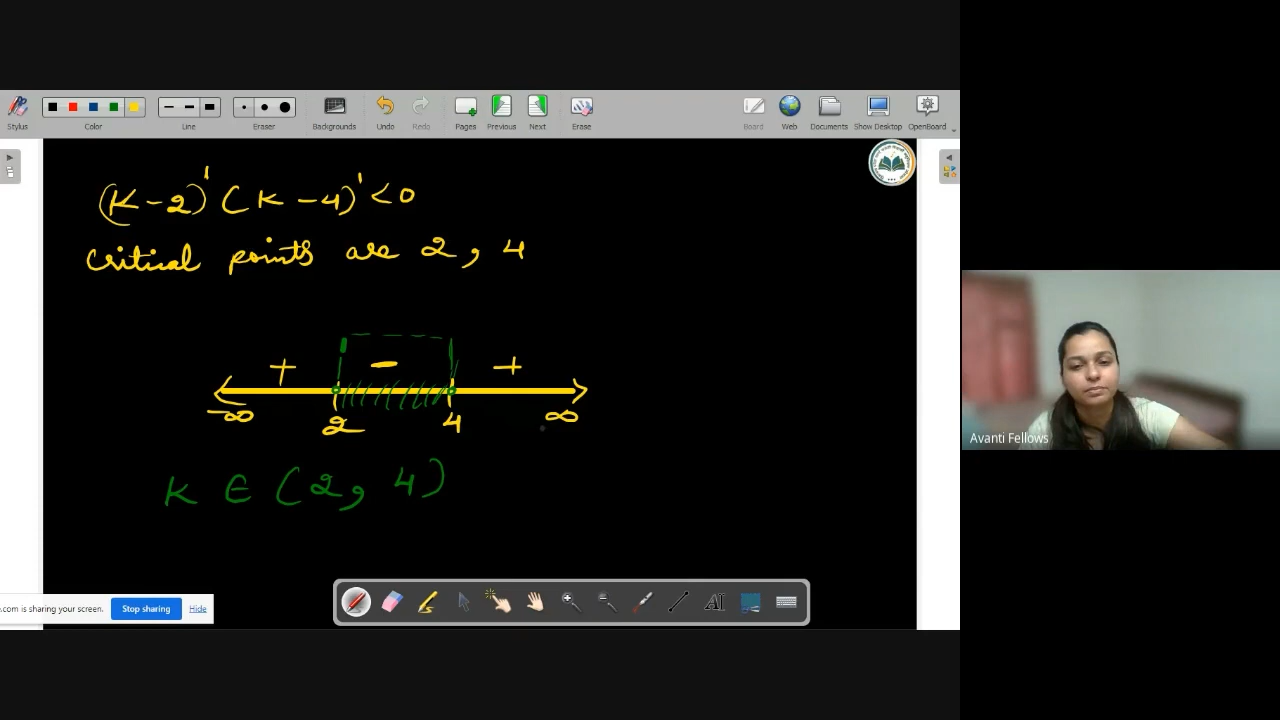 Stylus Color Line Eraser Backgrounds Undo Redo Pages Previous Next Erase Board Web Documents Show Desktop OpenBoard
(K-2)¹ (K-4)¹ <0
critical points are 2, 4
+ - +
-∞ 2 4 ∞
K ∈ (2, 4)
Avanti Fellows
.com is sharing your screen. Stop sharing Hide